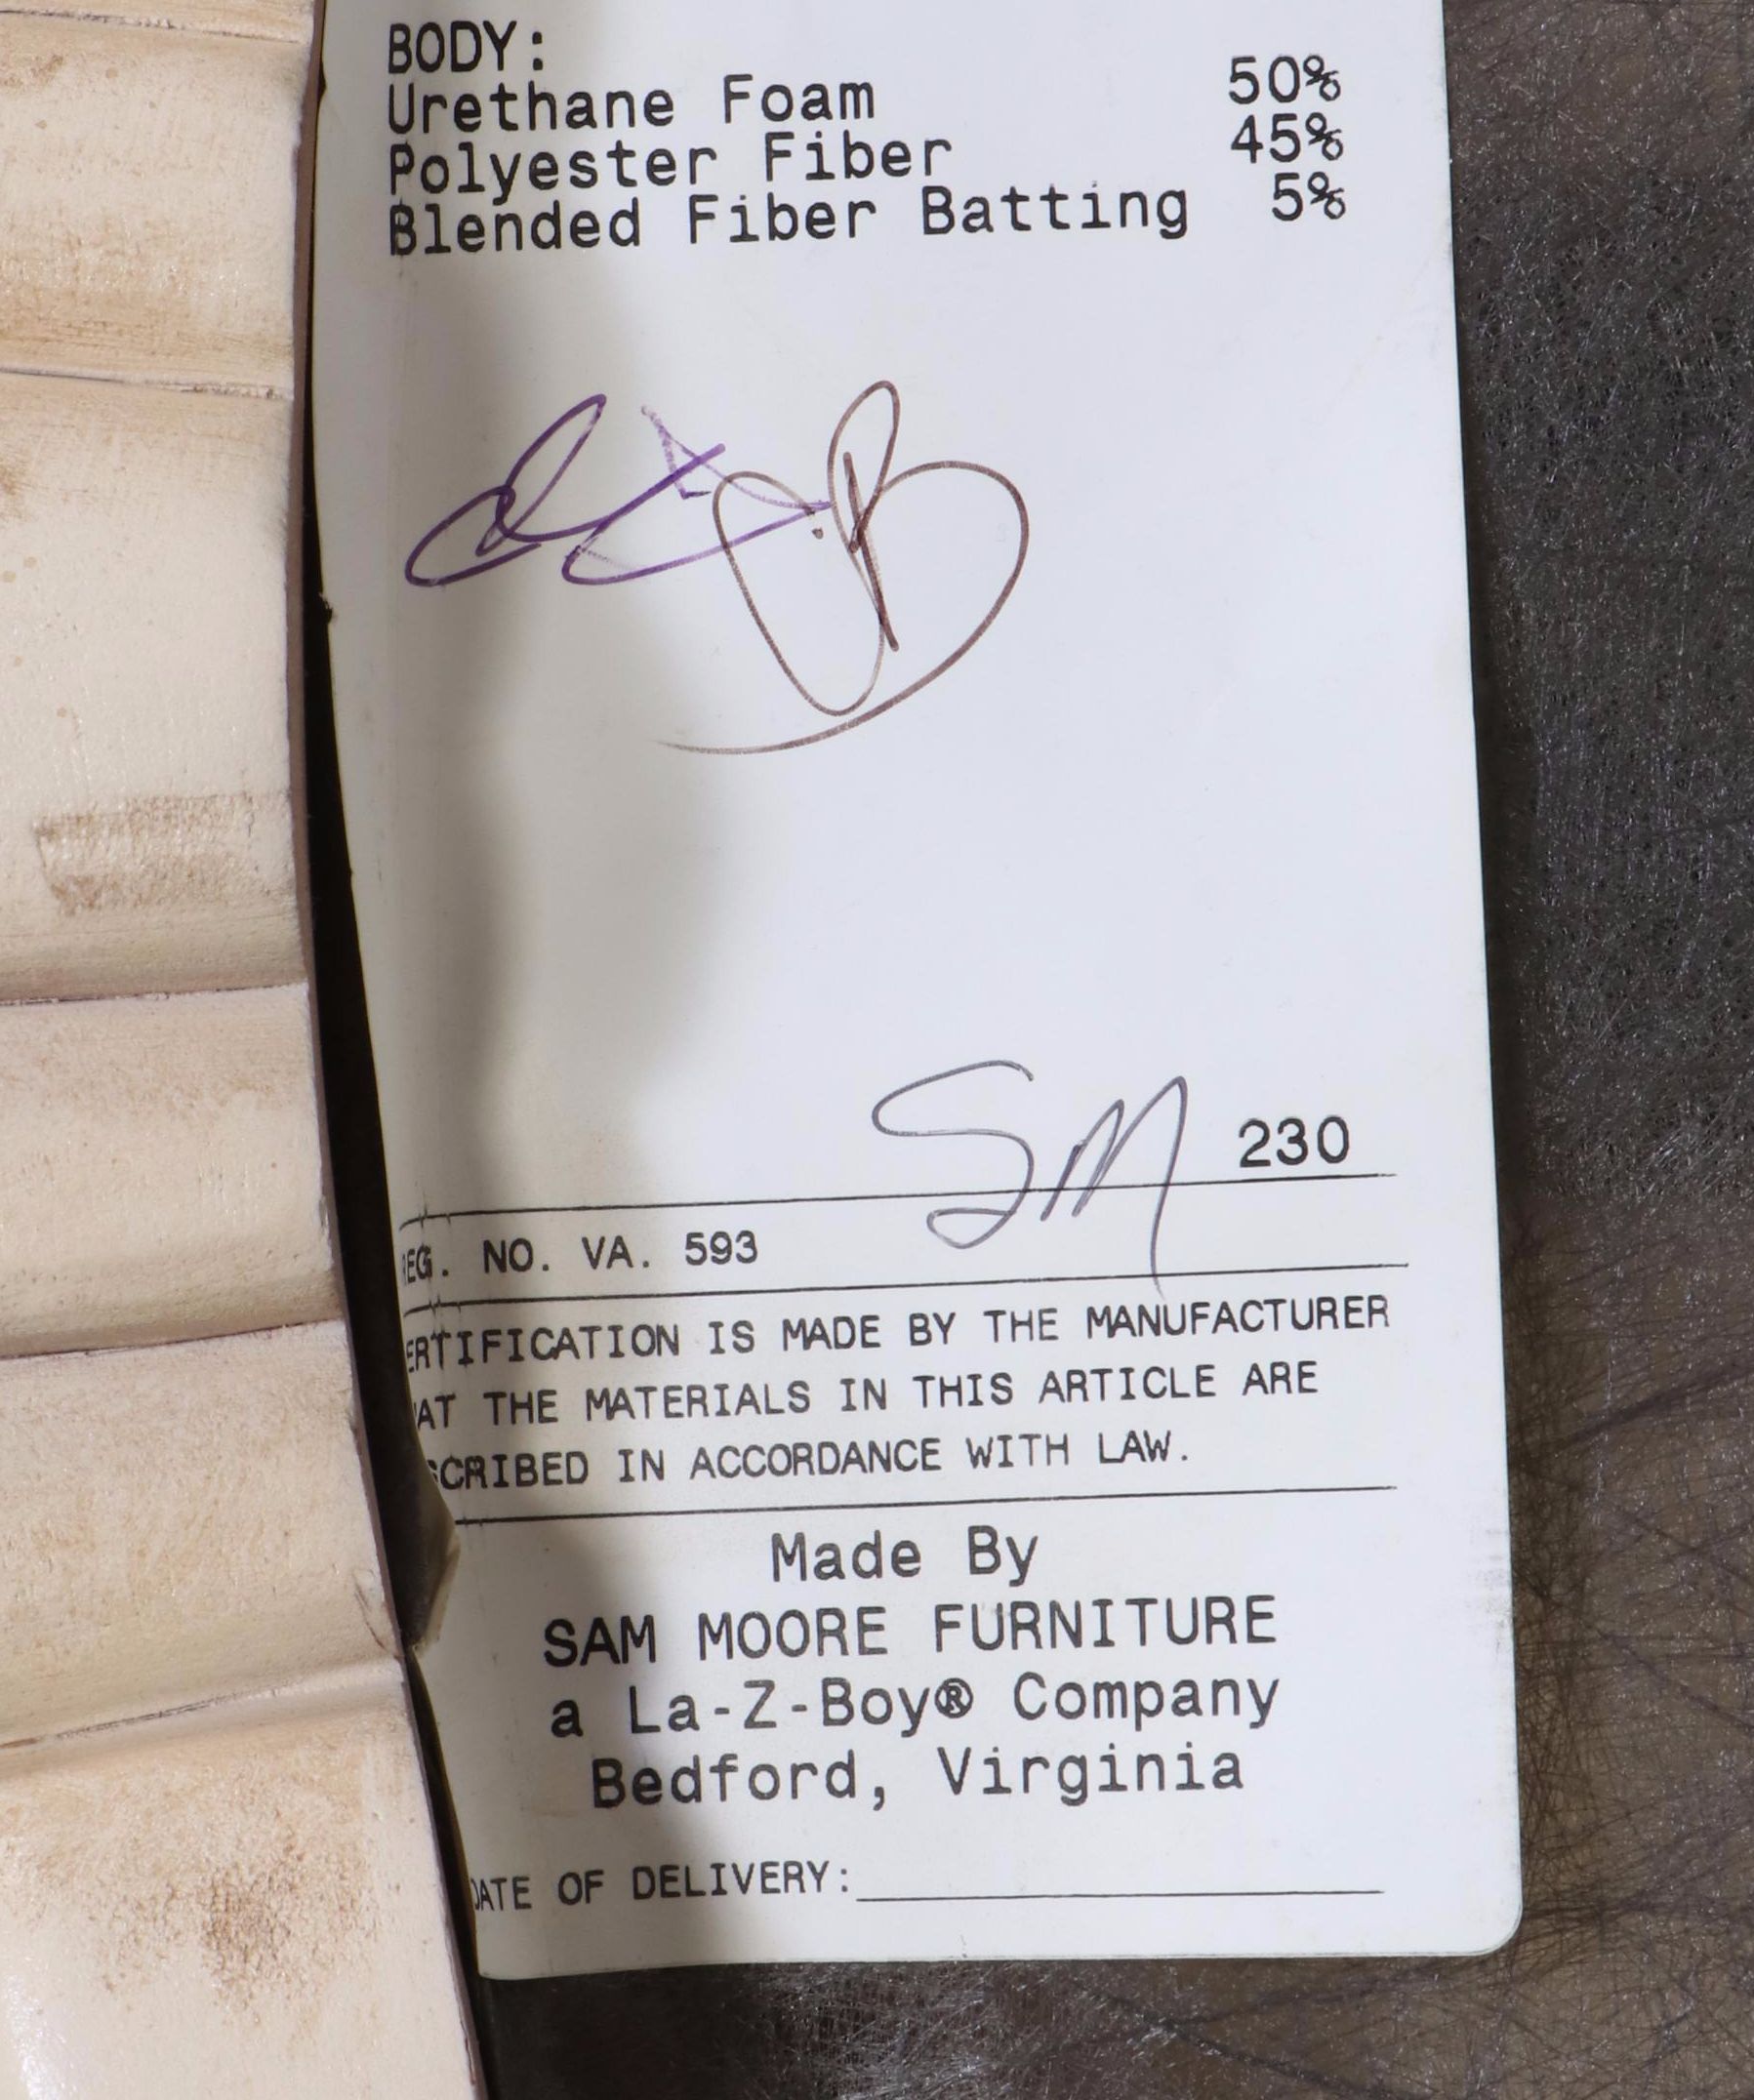 BODY:
Urethane Foam 50%
Polyester Fiber 45%
Blended Fiber Batting 5%
SM 230
REG. NO. VA. 593
ERTIFICATION IS MADE BY THE MANUFACTURER
AT THE MATERIALS IN THIS ARTICLE ARE
SCRIBED IN ACCORDANCE WITH LAW.
Made By
SAM MOORE FURNITURE
a La-Z-Boy® Company
Bedford, Virginia
DATE OF DELIVERY: